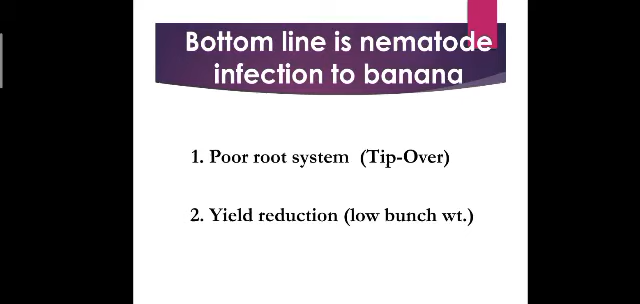 Bottom line is nematode
infection to banana
1. Poor root system (Tip-Over)
2. Yield reduction (low bunch wt.)